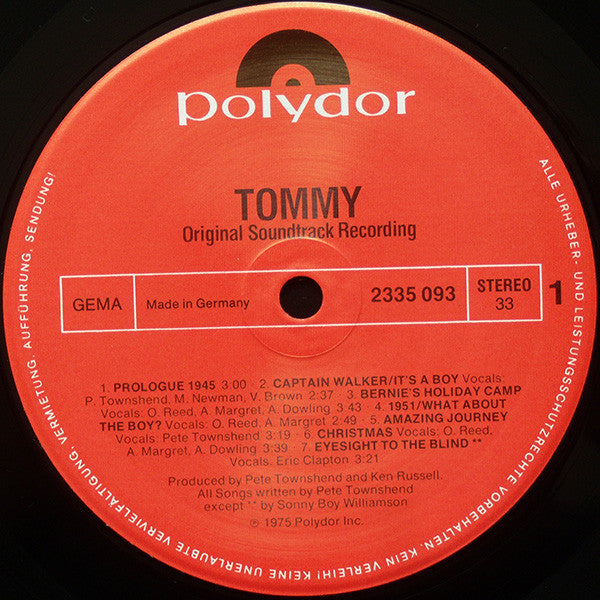 polydor
TOMMY
Original Soundtrack Recording
GEMA
Made in Germany
2335 093
STEREO
33
1
1. PROLOGUE 1945 3:00 · 2. CAPTAIN WALKER/IT'S A BOY Vocals:
P. Townshend, M. Newman, V. Brown 2:37 · 3. BERNIE'S HOLIDAY CAMP
Vocals: O. Reed, A. Margret, A. Dowling 3:43 · 4. 1951/WHAT ABOUT
THE BOY? Vocals: O. Reed, A. Margret 2:49 · 5. AMAZING JOURNEY
Vocals: Pete Townshend 3:19 · 6. CHRISTMAS Vocals: O. Reed,
A. Margret, A. Dowling 3:39 · 7. EYESIGHT TO THE BLIND **
Vocals: Eric Clapton 3:21
Produced by Pete Townshend and Ken Russell.
All Songs written by Pete Townshend
except ** by Sonny Boy Williamson
℗ 1975 Polydor Inc.
ALLE URHEBER- UND LEISTUNGSSCHUTZRECHTE VORBEHALTEN. KEIN VERLEIH! KEINE UNERLAUBTE VERVIELFÄLTIGUNG, VERMIETUNG, AUFFÜHRUNG, SENDUNG!